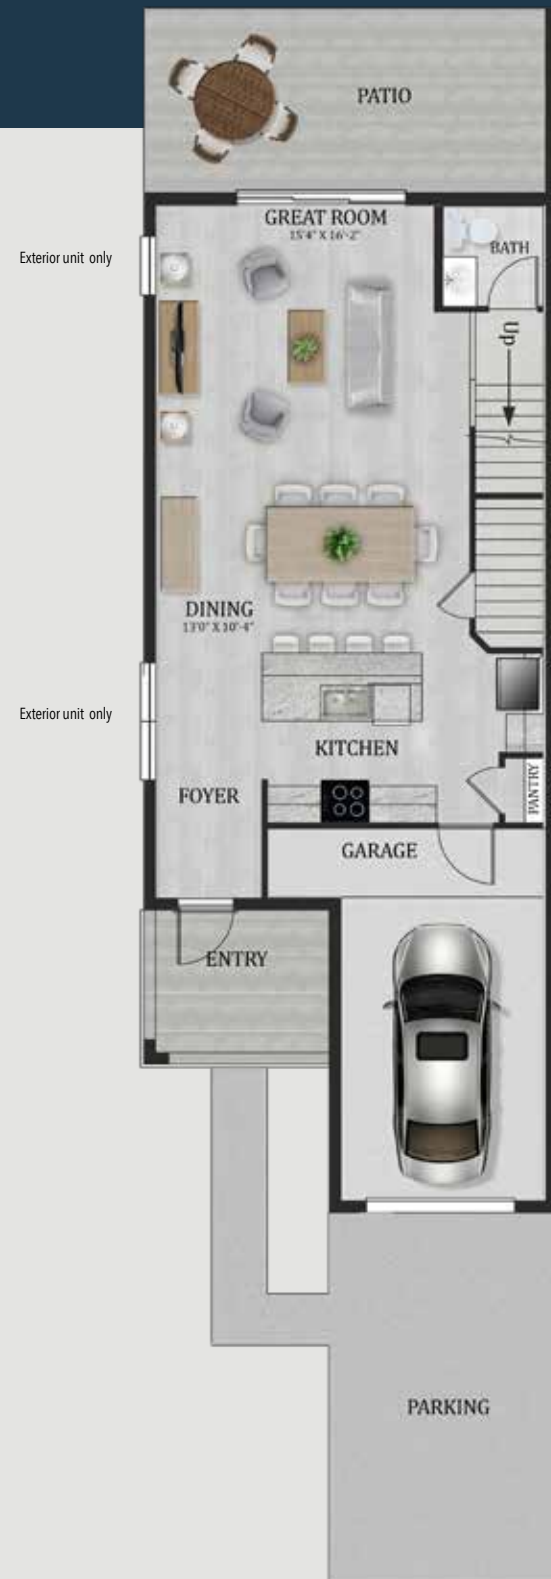 PATIO
GREAT ROOM
15'4" X 16'-2"
BATH
Exterior unit only
Up
DINING
13'0" X 10'-4"
Exterior unit only
KITCHEN
PANTRY
FOYER
GARAGE
ENTRY
PARKING